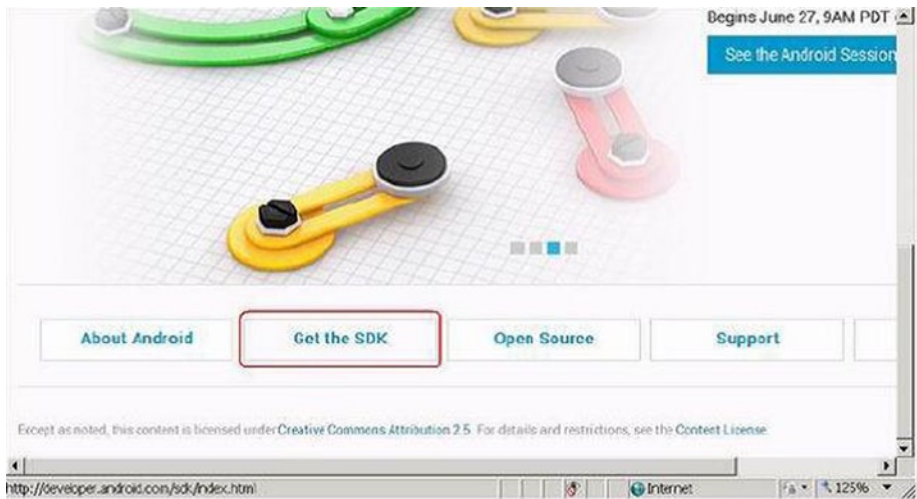 Begins June 27, 9AM PDT
See the Android Session
About Android
Get the SDK
Open Source
Support
Except as noted, this content is licensed under Creative Commons Attribution 2.5. For details and restrictions, see the Content License.
http://developer.android.com/sdk/index.html
Internet
125%